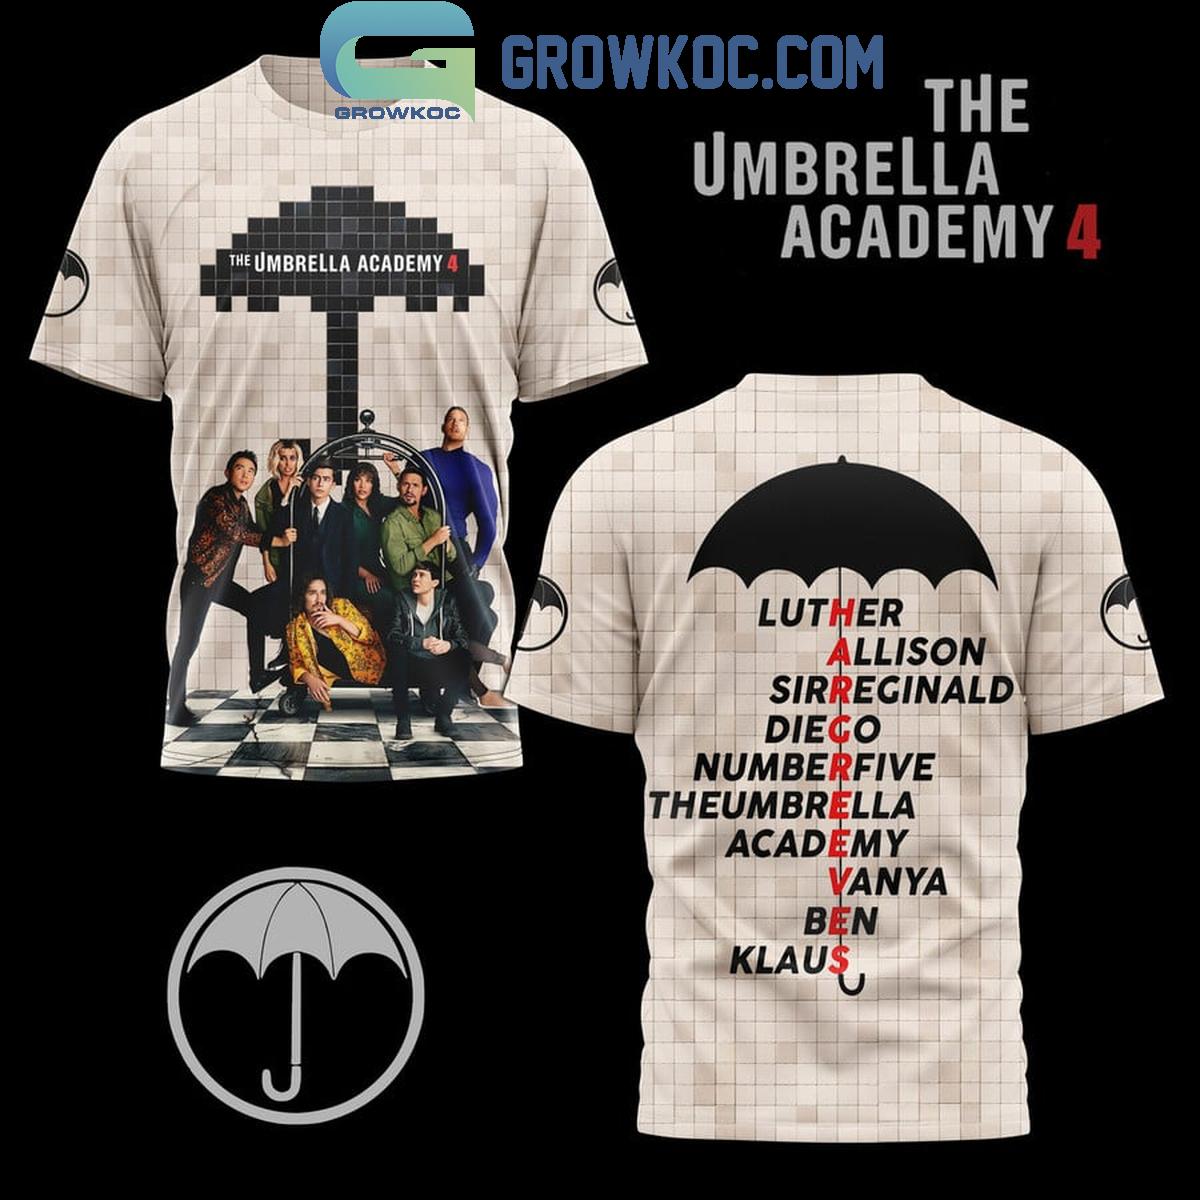 GROWKOC
GROWKOC.COM
THE
UMBRELLA
ACADEMY 4
THE UMBRELLA ACADEMY 4
LUTHER
ALLISON
SIRREGINALD
DIEGO
NUMBERFIVE
THEUMBRELLA
ACADEMY
VANYA
BEN
KLAUS